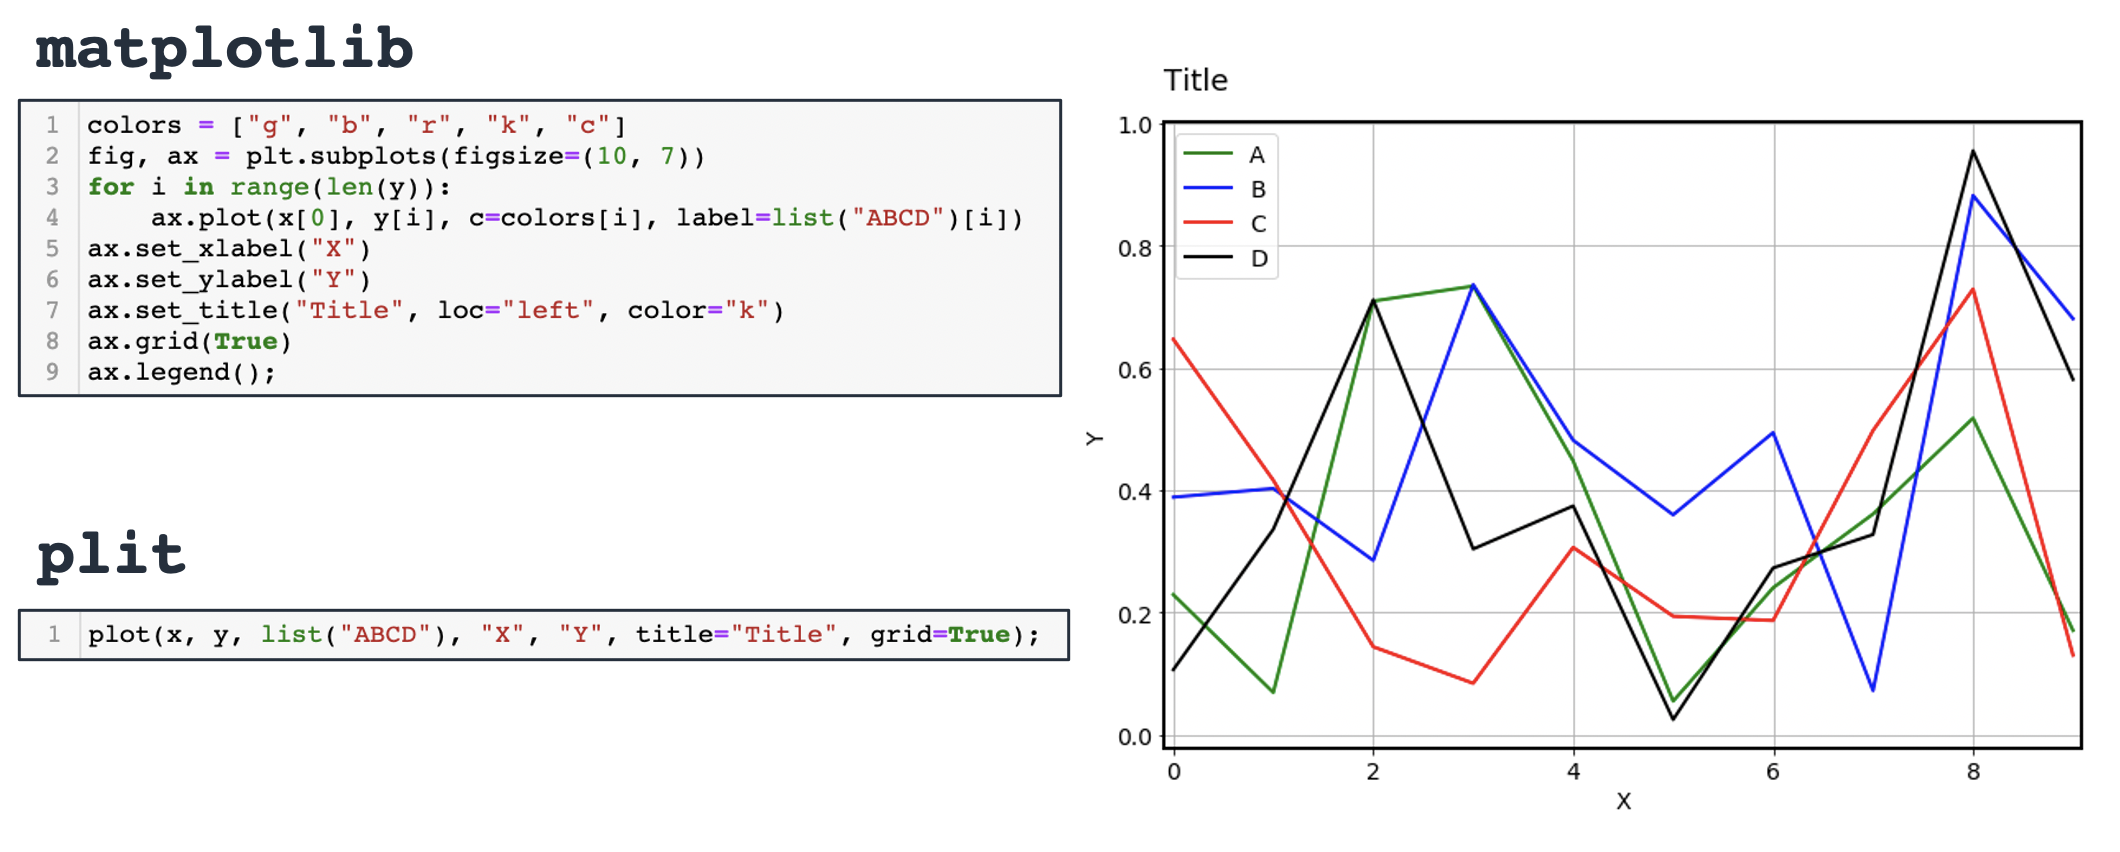 matplotlib
1 colors = ["g", "b", "r", "k", "c"]
2 fig, ax = plt.subplots(figsize=(10, 7))
3 for i in range(len(y)):
4     ax.plot(x[0], y[i], c=colors[i], label=list("ABCD")[i])
5 ax.set_xlabel("X")
6 ax.set_ylabel("Y")
7 ax.set_title("Title", loc="left", color="k")
8 ax.grid(True)
9 ax.legend();
plit
1 plot(x, y, list("ABCD"), "X", "Y", title="Title", grid=True);
Title
1.0
0.8
0.6
0.4
0.2
0.0
Y
A
B
C
D
0 2 4 6 8
X